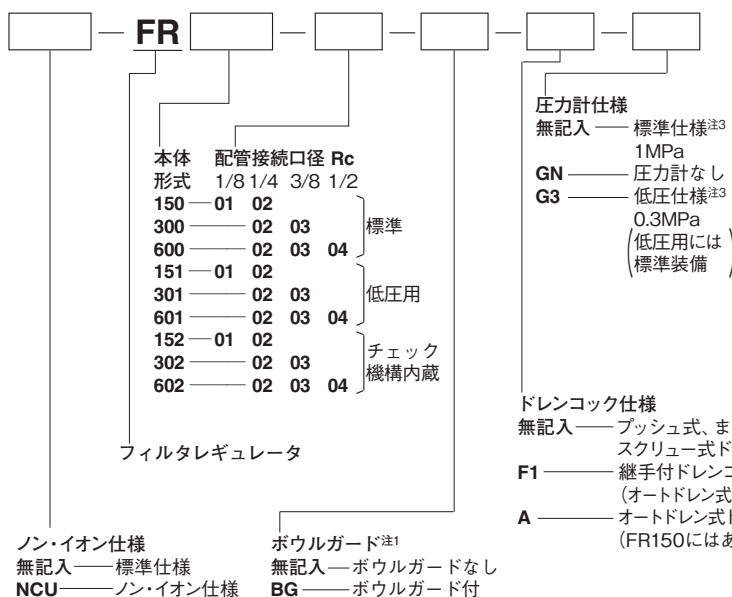 FR
圧力計仕様
無記入 標準仕様注3
1MPa
GN 圧力計なし
G3 低圧仕様注3
0.3MPa
(低圧用には
標準装備)
本体 配管接続口径 Rc
形式 1/8 1/4 3/8 1/2
150 01 02
300 02 03
600 02 03 04
標準
151 01 02
301 02 03
601 02 03 04
低圧用
152 01 02
302 02 03
602 02 03 04
チェック
機構内蔵
ドレンコック仕様
無記入 プッシュ式、ま
スクリュー式ド
F1 継手付ドレンコ
(オートドレン式
A オートドレン式ド
(FR150にはあ
フィルタレギュレータ
ノン・イオン仕様
無記入 標準仕様
NCU ノン・イオン仕様
ボウルガード注1
無記入 ボウルガードなし
BG ボウルガード付